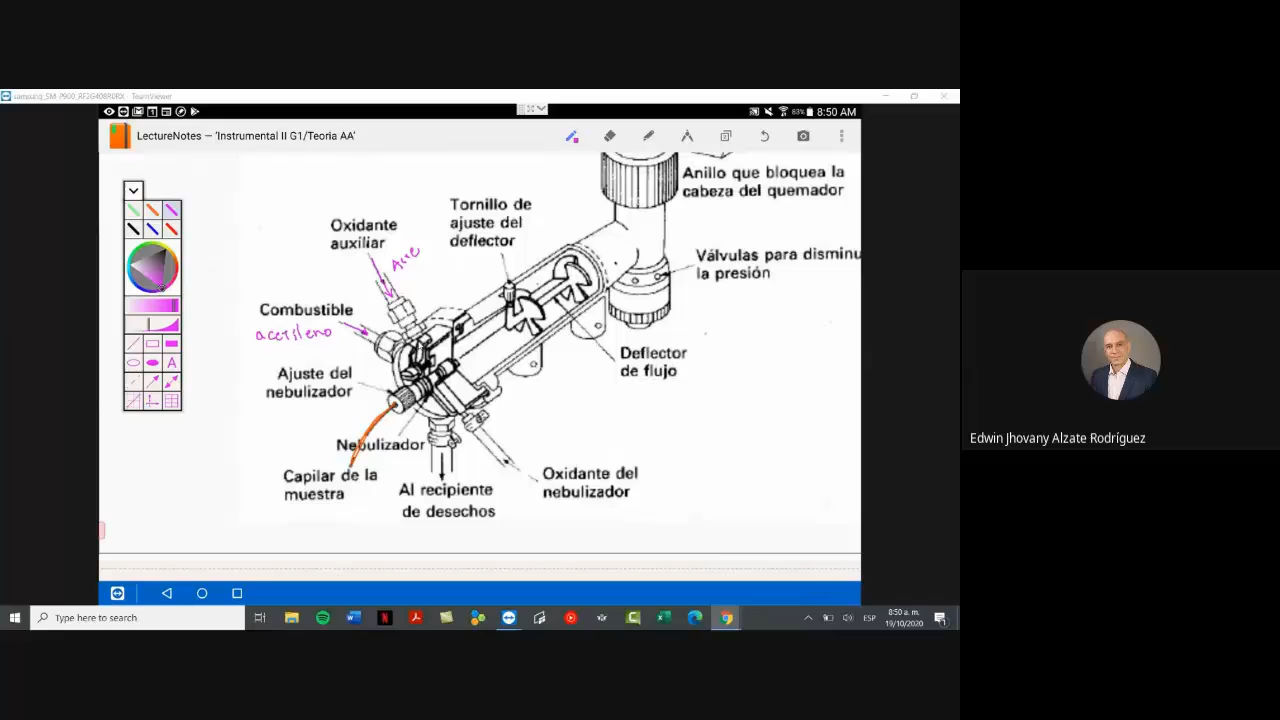 TeamViewer
8:50 AM
LectureNotes — 'Instrumental II G1/Teoria AA'
Anillo que bloquea la
cabeza del quemador
Tornillo de
ajuste del
deflector
Oxidante
auxiliar
Aire
Válvulas para disminu
la presión
Combustible
acetileno
Deflector
de flujo
Ajuste del
nebulizador
Nebulizador
Capilar de la
muestra
Al recipiente
de desechos
Oxidante del
nebulizador
Edwin Jhovany Alzate Rodríguez
Type here to search
ESP
8:50 a. m.
19/10/2020